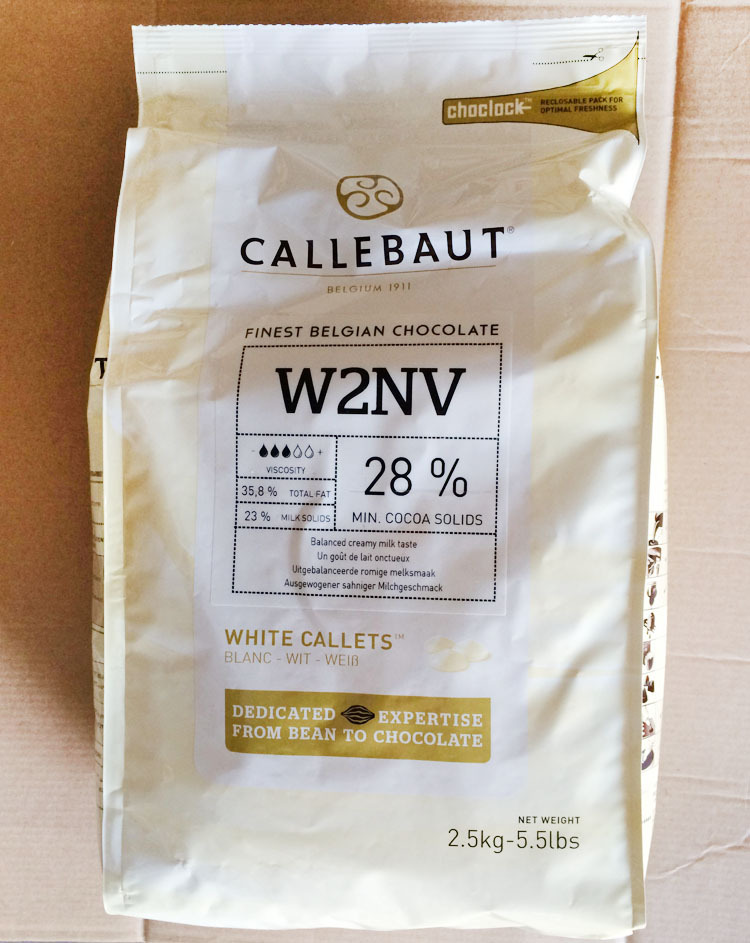 choclock™
RECLOSABLE PACK FOR
OPTIMAL FRESHNESS
CALLEBAUT®
BELGIUM 1911
FINEST BELGIAN CHOCOLATE
W2NV
- +
VISCOSITY
35,8 % TOTAL FAT
23 % MILK SOLIDS
28 %
MIN. COCOA SOLIDS
Balanced creamy milk taste
Un goût de lait onctueux
Uitgebalanceerde romige melksmaak
Ausgewogener sahniger Milchgeschmack
WHITE CALLETS™
BLANC - WIT - WEIß
DEDICATED EXPERTISE
FROM BEAN TO CHOCOLATE
NET WEIGHT
2.5kg-5.5lbs